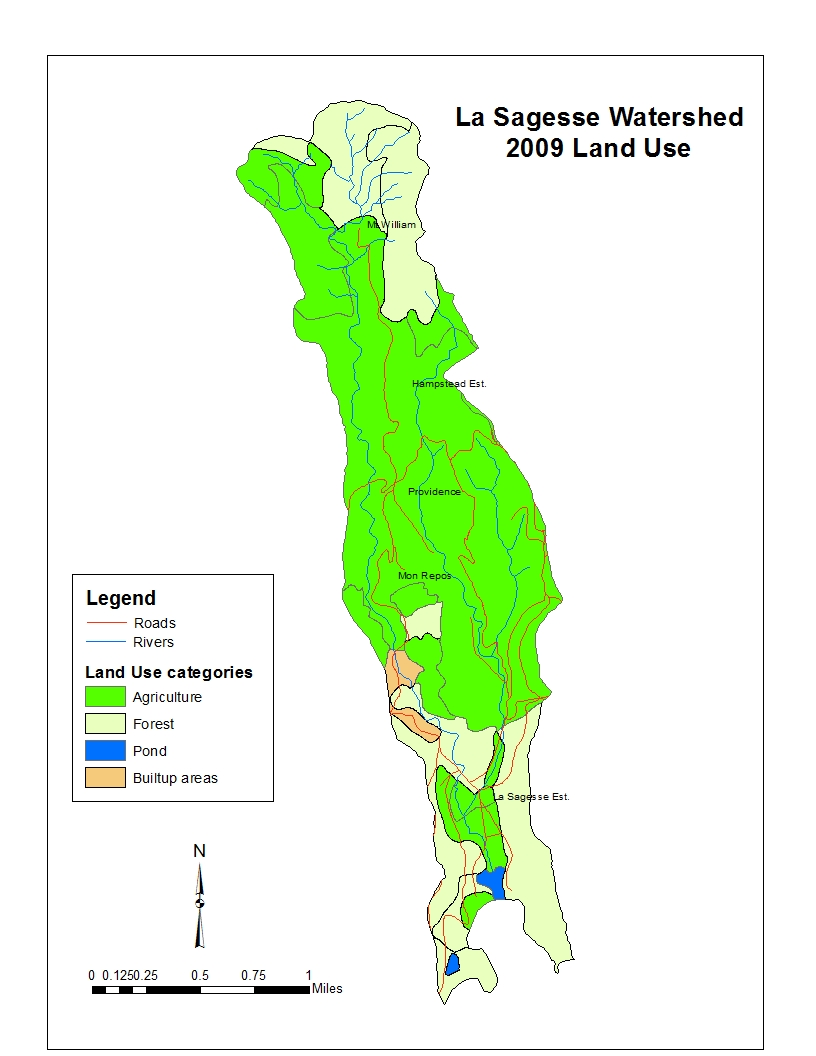 La Sagesse Watershed
2009 Land Use
Mt.William
Hampstead Est.
Providence
Mon Repos
La Sagesse Est.
Legend
Roads
Rivers
Land Use categories
Agriculture
Forest
Pond
Builtup areas
N
0 0.1250.25 0.5 0.75 1
Miles